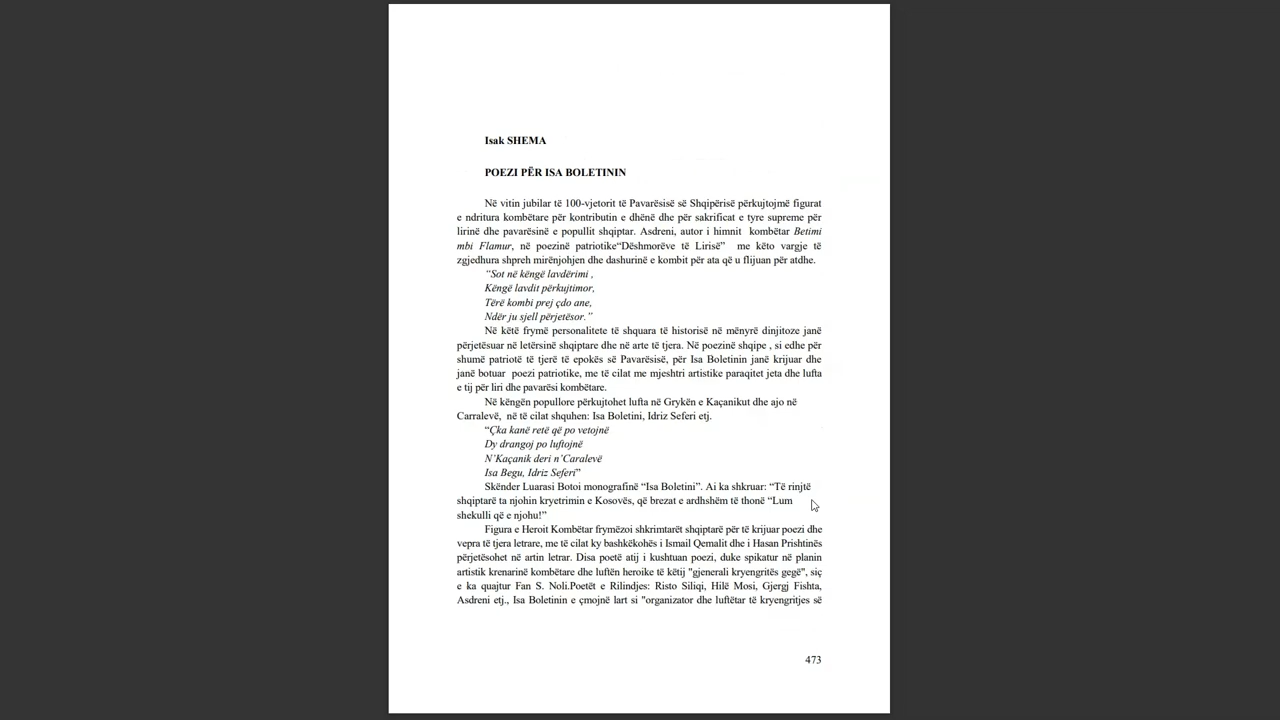 Isak SHEMA
POEZI PËR ISA BOLETININ
Në vitin jubilar të 100-vjetorit të Pavarësisë së Shqipërisë përkujtojmë figurat
e ndritura kombëtare për kontributin e dhënë dhe për sakrificat e tyre supreme për
lirinë dhe pavarësinë e popullit shqiptar. Asdreni, autor i himnit kombëtar Betimi
mbi Flamur, në poezinë patriotike“Dëshmorëve të Lirisë” me këto vargje të
zgjedhura shpreh mirënjohjen dhe dashurinë e kombit për ata që u flijuan për atdhe.
“Sot në këngë lavdërimi ,
Këngë lavdit përkujtimor,
Tërë kombi prej çdo ane,
Ndër ju sjell përjetësor.”
Në këtë frymë personalitete të shquara të historisë në mënyrë dinjitoze janë
përjetësuar në letërsinë shqiptare dhe në arte të tjera. Në poezinë shqipe , si edhe për
shumë patriotë të tjerë të epokës së Pavarësisë, për Isa Boletinin janë krijuar dhe
janë botuar poezi patriotike, me të cilat me mjeshtri artistike paraqitet jeta dhe lufta
e tij për liri dhe pavarësi kombëtare.
Në këngën popullore përkujtohet lufta në Grykën e Kaçanikut dhe ajo në
Carralevë, në të cilat shquhen: Isa Boletini, Idriz Seferi etj.
“Çka kanë retë që po vetojnë
Dy drangoj po luftojnë
N’Kaçanik deri n’Caralevë
Isa Begu, Idriz Seferi”
Skënder Luarasi Botoi monografinë “Isa Boletini”. Ai ka shkruar: “Të rinjtë
shqiptarë ta njohin kryetrimin e Kosovës, që brezat e ardhshëm të thonë “Lum
shekulli që e njohu!”
Figura e Heroit Kombëtar frymëzoi shkrimtarët shqiptarë për të krijuar poezi dhe
vepra të tjera letrare, me të cilat ky bashkëkohës i Ismail Qemalit dhe i Hasan Prishtinës
përjetësohet në artin letrar. Disa poetë atij i kushtuan poezi, duke spikatur në planin
artistik krenarinë kombëtare dhe luftën heroike të këtij "gjenerali kryengritës gegë", siç
e ka quajtur Fan S. Noli.Poetët e Rilindjes: Risto Siliqi, Hilë Mosi, Gjergj Fishta,
Asdreni etj., Isa Boletinin e çmojnë lart si "organizator dhe luftëtar të kryengritjes së
473